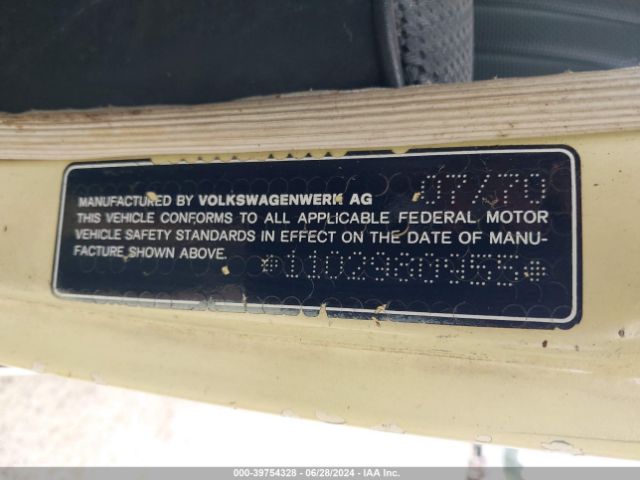 07/70
MANUFACTURED BY VOLKSWAGENWERK AG
THIS VEHICLE CONFORMS TO ALL APPLICABLE FEDERAL MOTOR
VEHICLE SAFETY STANDARDS IN EFFECT ON THE DATE OF MANU-
FACTURE SHOWN ABOVE.
000-39754328 | 06/28/2024 - IAA Inc.